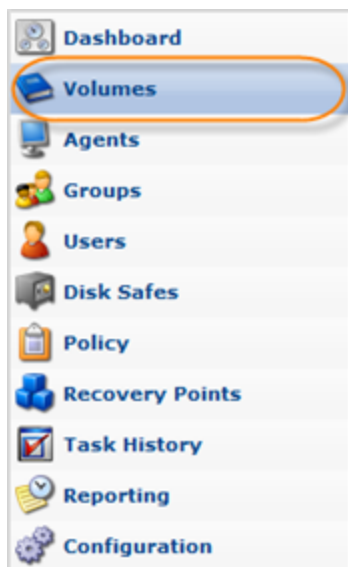 Dashboard
Volumes
Agents
Groups
Users
Disk Safes
Policy
Recovery Points
Task History
Reporting
Configuration